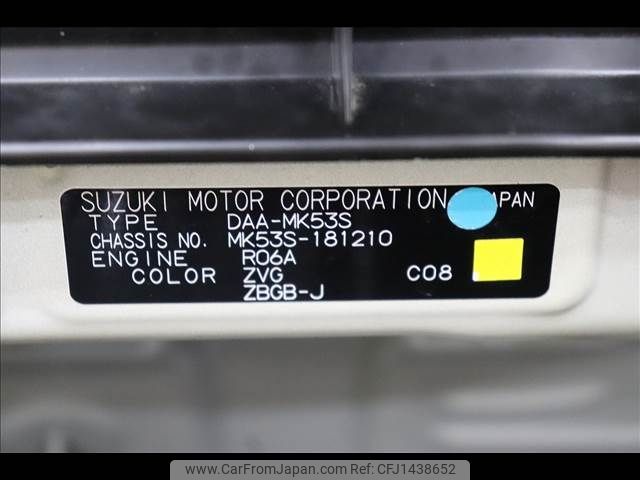 SUZUKI MOTOR CORPORATION JAPAN
TYPE DAA-MK53S
CHASSIS NO. MK53S-181210
ENGINE R06A
COLOR ZVG C08
ZBGB-J
www.CarFromJapan.com ref:CFJ1438652